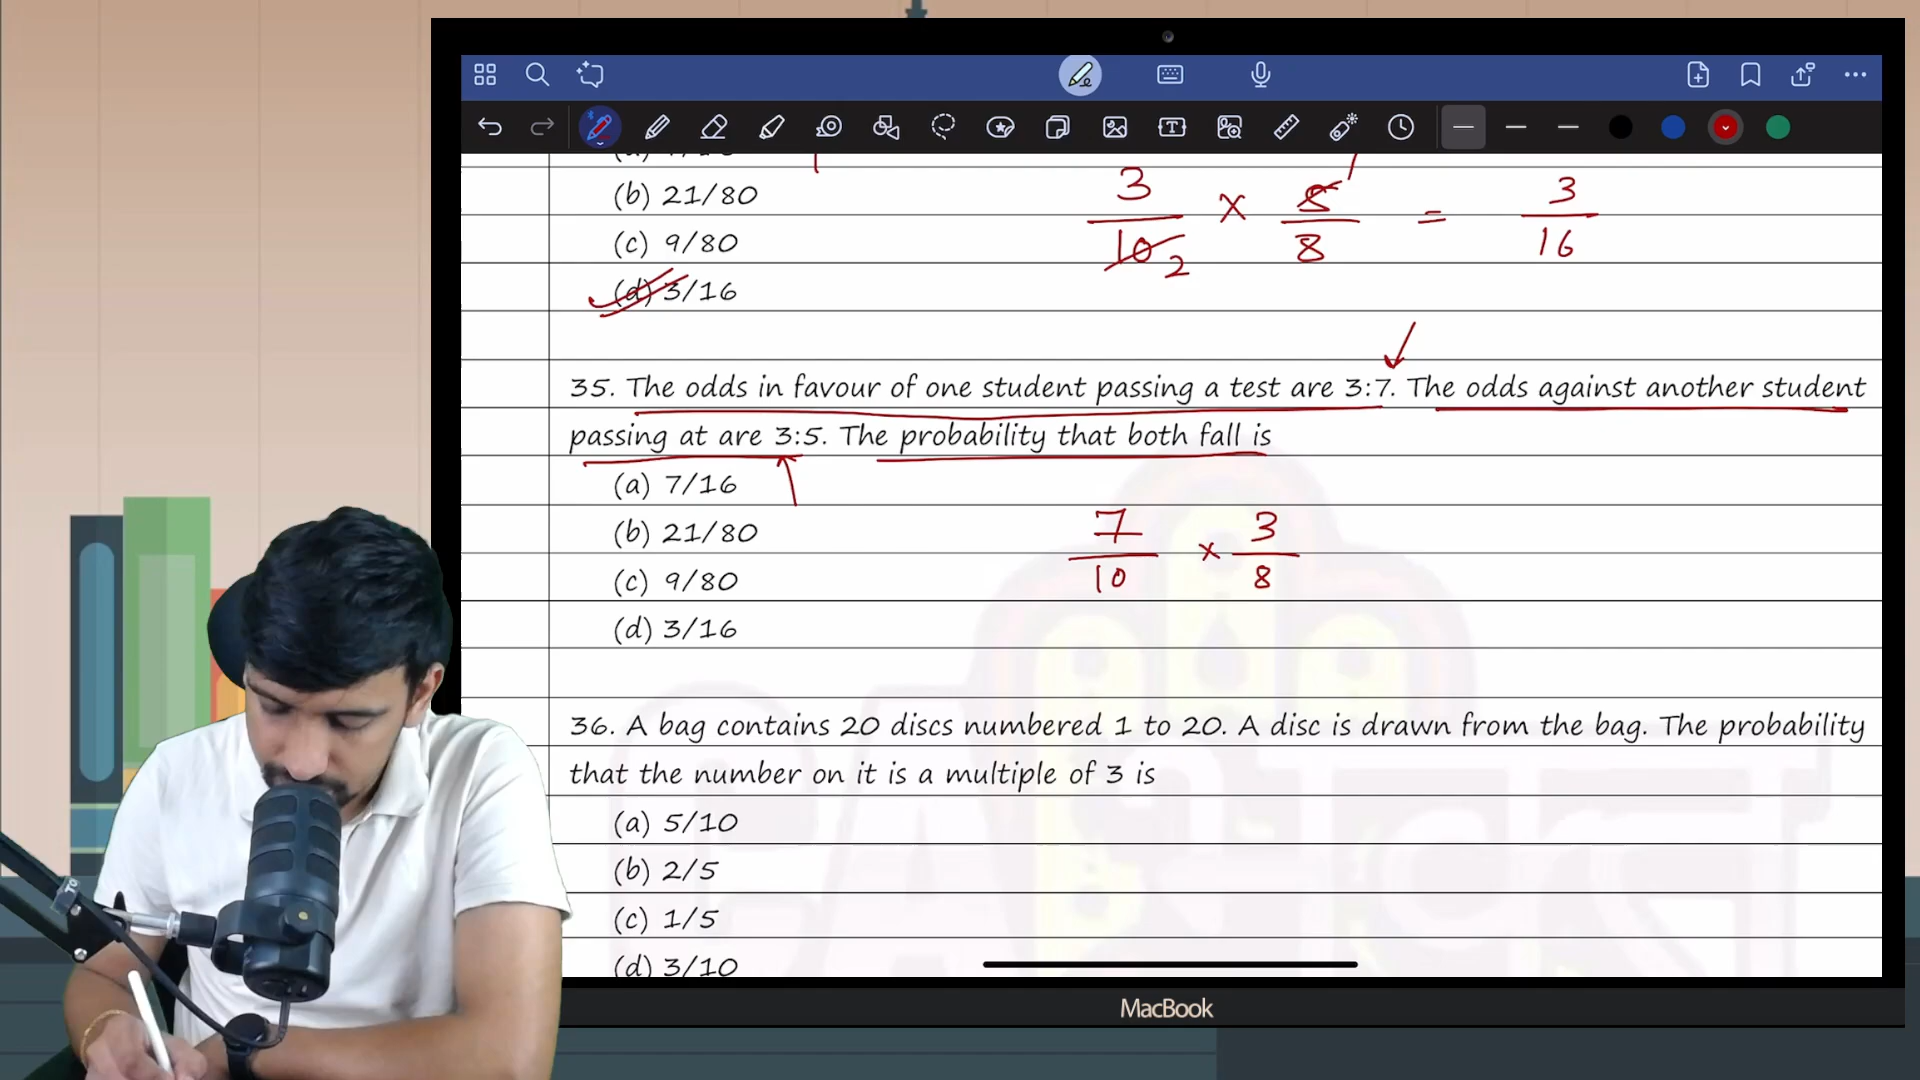 (b) 21/80
(c) 9/80
(d) 3/16
3/10 2 × 5/8 1 = 3/16
35. The odds in favour of one student passing a test are 3:7. The odds against another student
passing at are 3:5. The probability that both fall is
(a) 7/16
(b) 21/80
(c) 9/80
(d) 3/16
7/10 × 3/8
36. A bag contains 20 discs numbered 1 to 20. A disc is drawn from the bag. The probability
that the number on it is a multiple of 3 is
(a) 5/10
(b) 2/5
(c) 1/5
(d) 3/10
MacBook